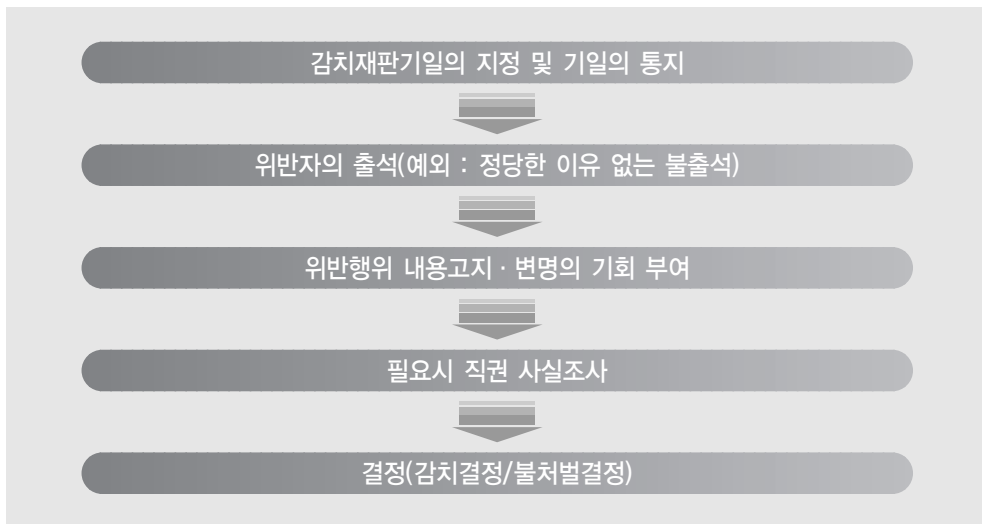 감치재판기일의 지정 및 기일의 통지
위반자의 출석(예외 : 정당한 이유 없는 불출석)
위반행위 내용고지 · 변명의 기회 부여
필요시 직권 사실조사
결정(감치결정/불처벌결정)